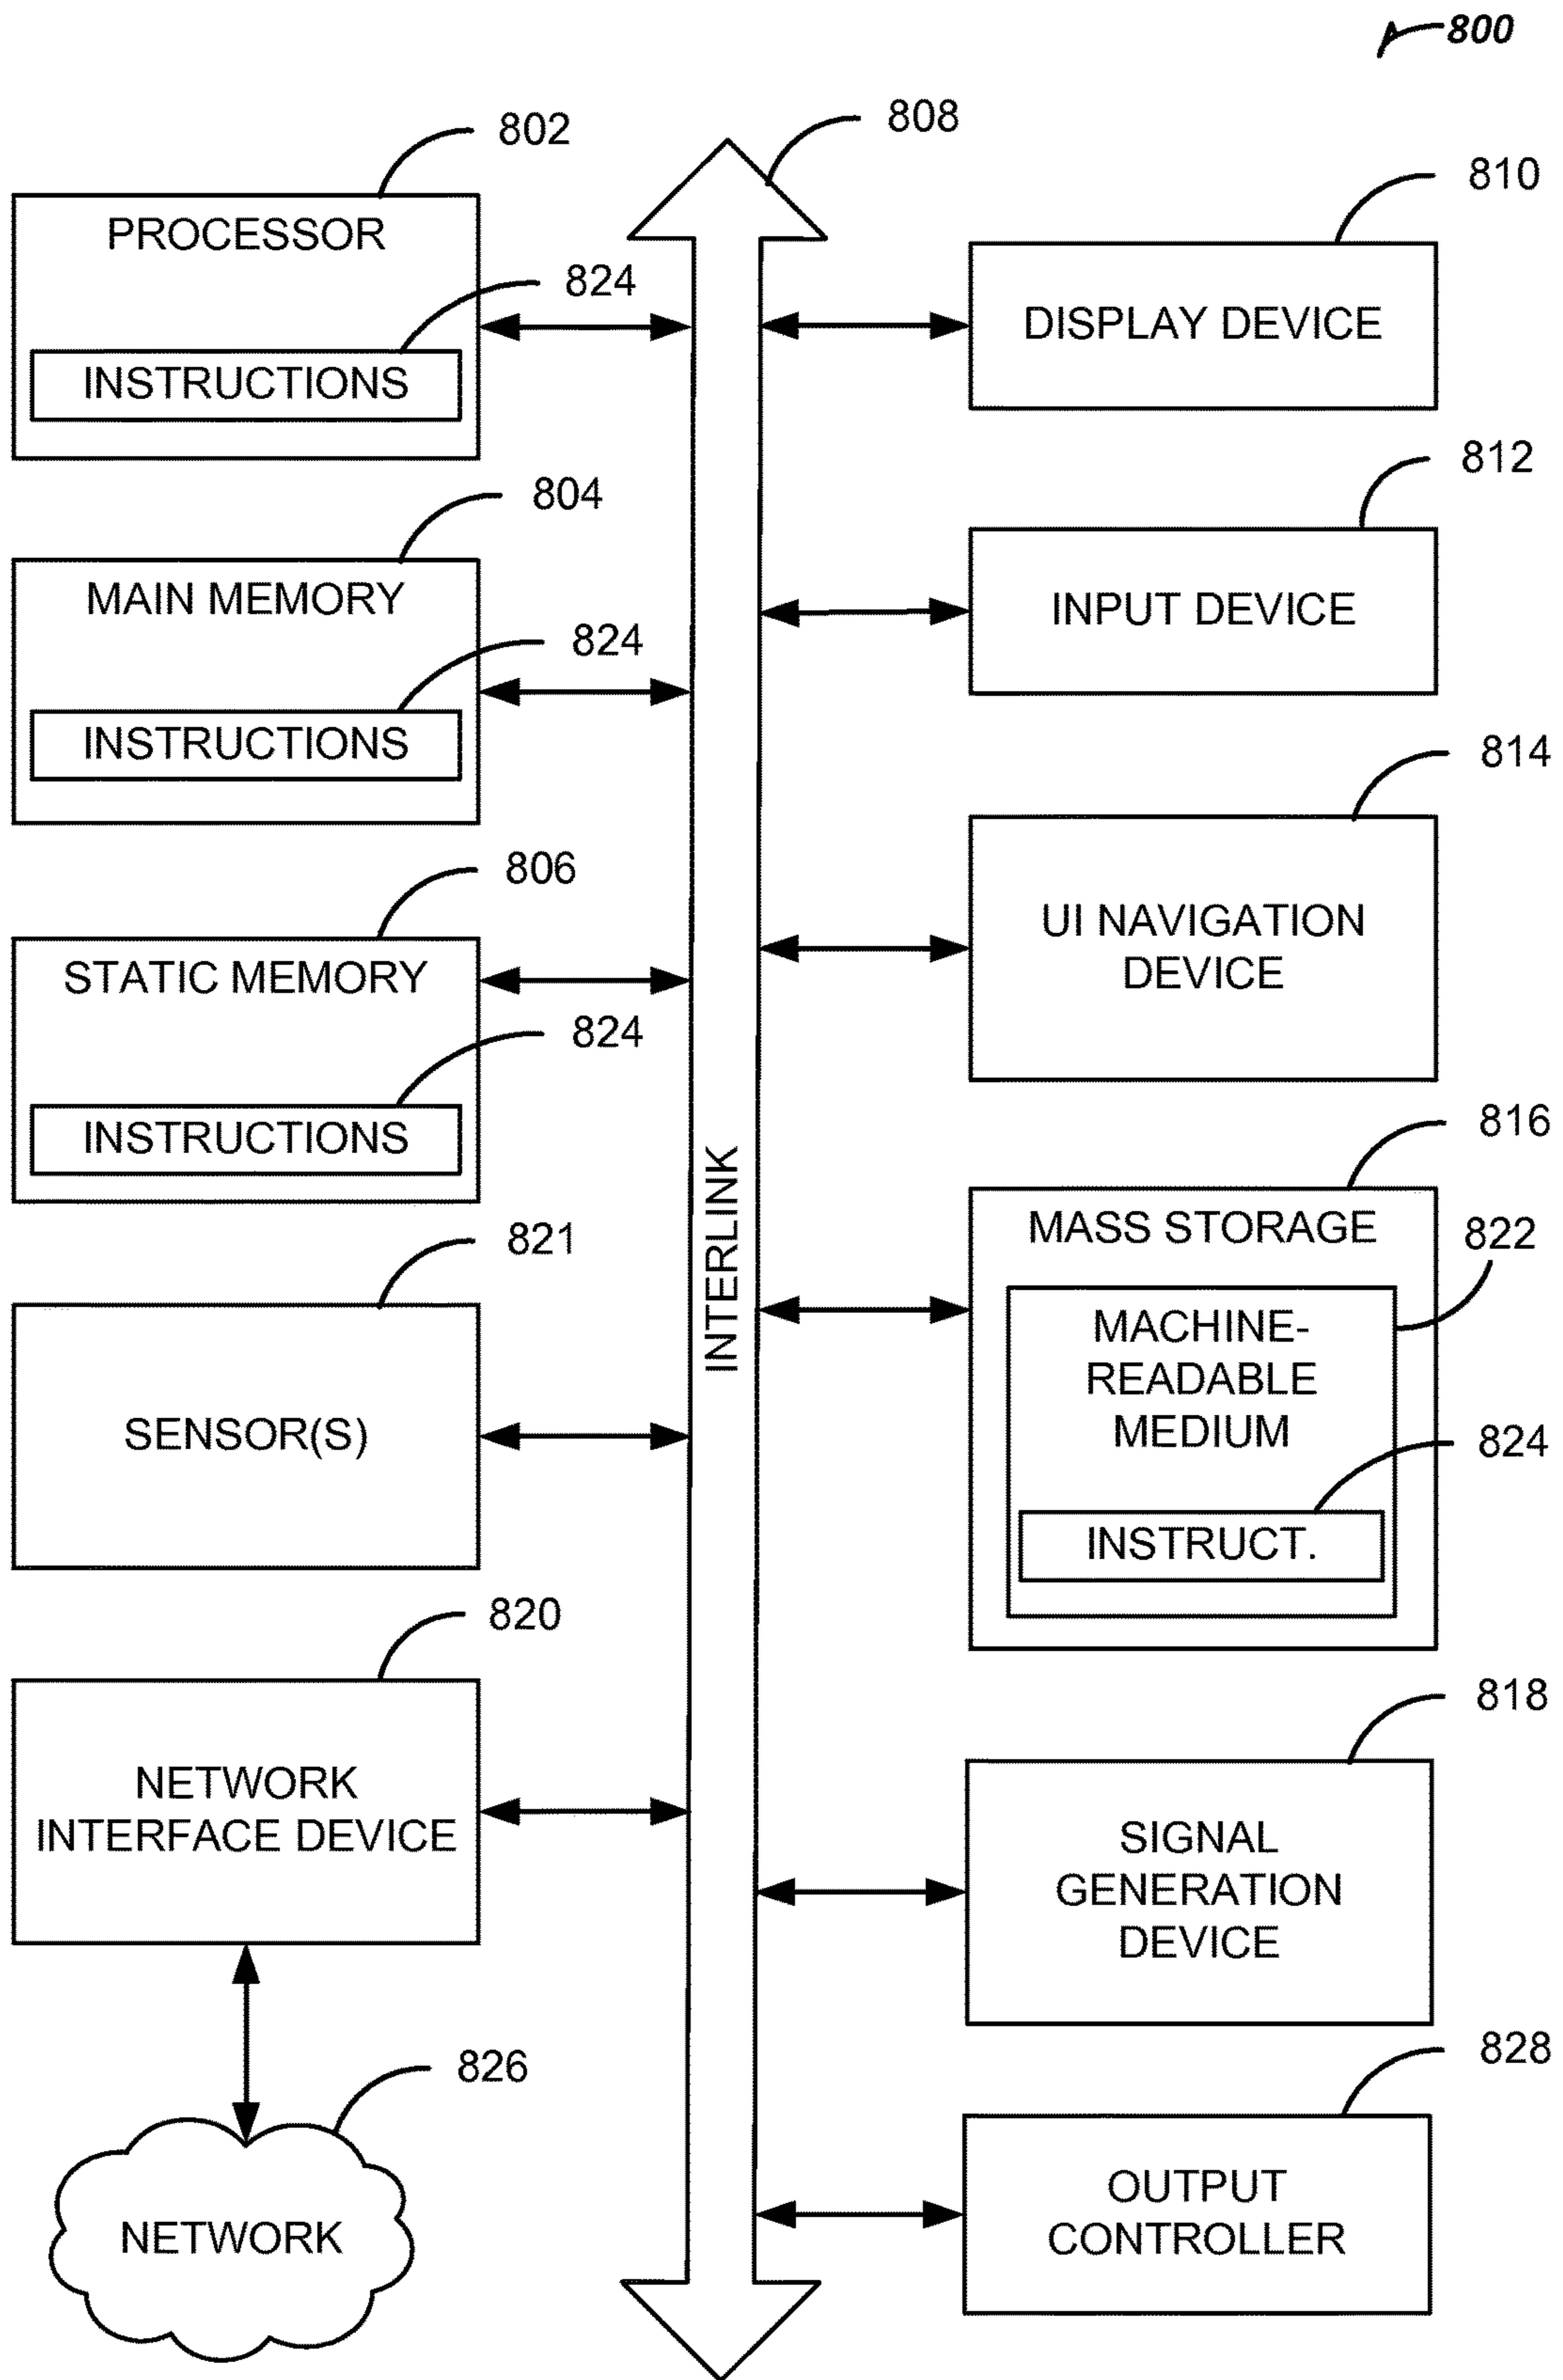 800
808
802
PROCESSOR
824
INSTRUCTIONS
804
MAIN MEMORY
824
INSTRUCTIONS
806
STATIC MEMORY
824
INSTRUCTIONS
821
SENSOR(S)
820
NETWORK
INTERFACE DEVICE
826
NETWORK
INTERLINK
810
DISPLAY DEVICE
812
INPUT DEVICE
814
UI NAVIGATION
DEVICE
816
MASS STORAGE
822
MACHINE-
READABLE
MEDIUM
824
INSTRUCT.
818
SIGNAL
GENERATION
DEVICE
828
OUTPUT
CONTROLLER